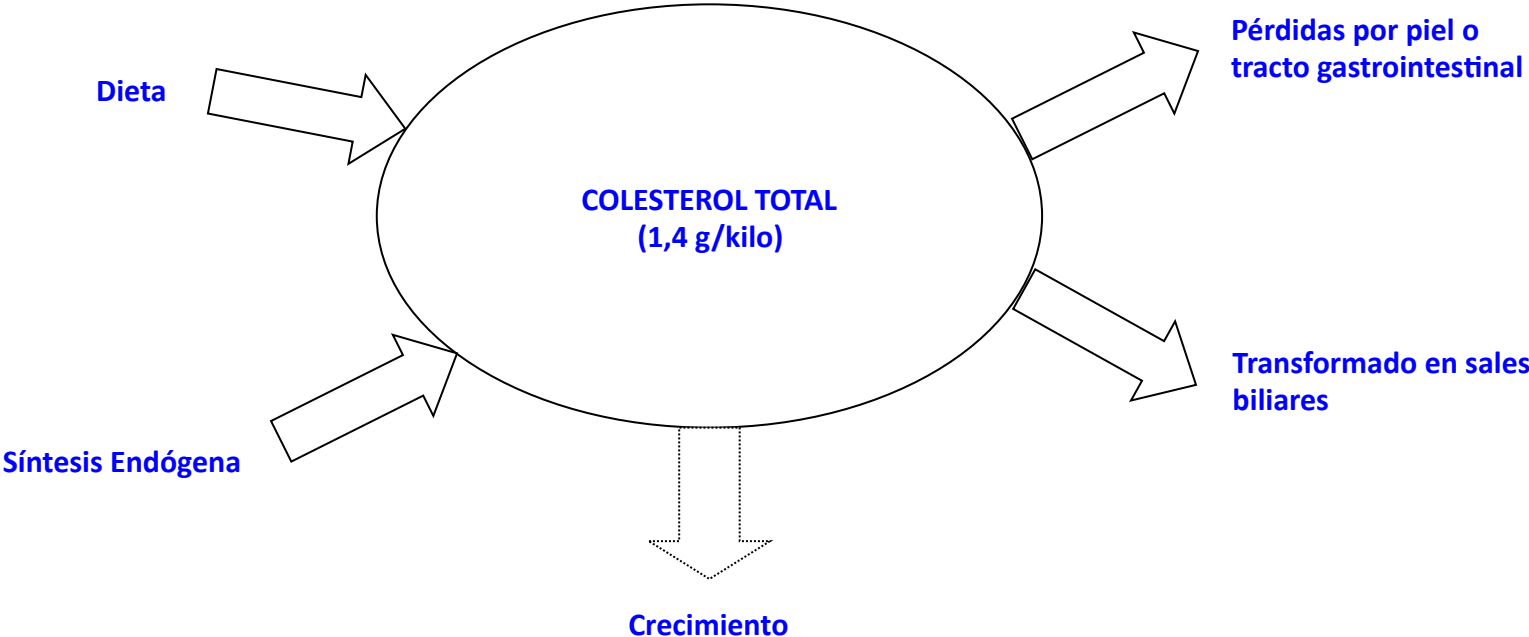 Pérdidas por piel o
tracto gastrointestinal
Dieta
COLESTEROL TOTAL
(1,4 g/kilo)
Transformado en sales
biliares
Síntesis Endógena
Crecimiento